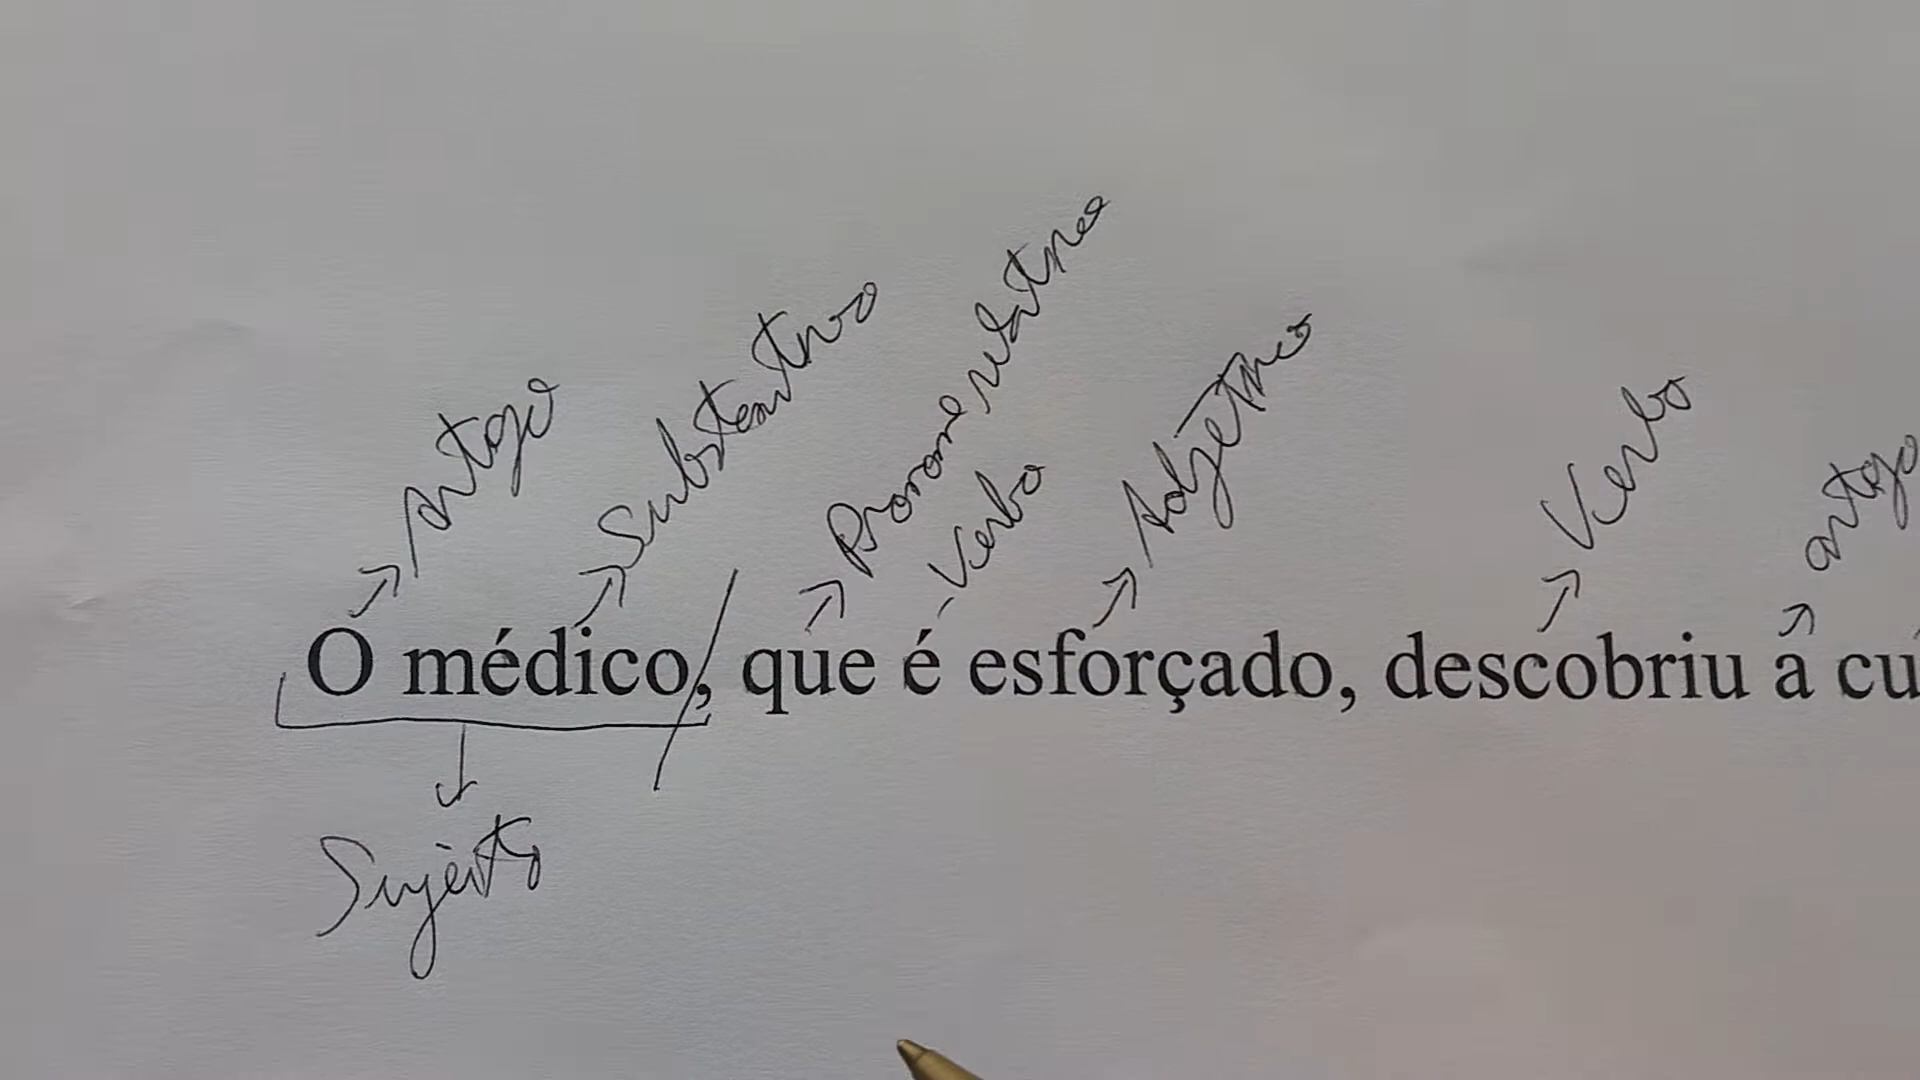 Artigo
Substantivo
Pronome relativo
Verbo
Adjetivo
Verbo
artigo
O médico, que é esforçado, descobriu a cu
Sujeito